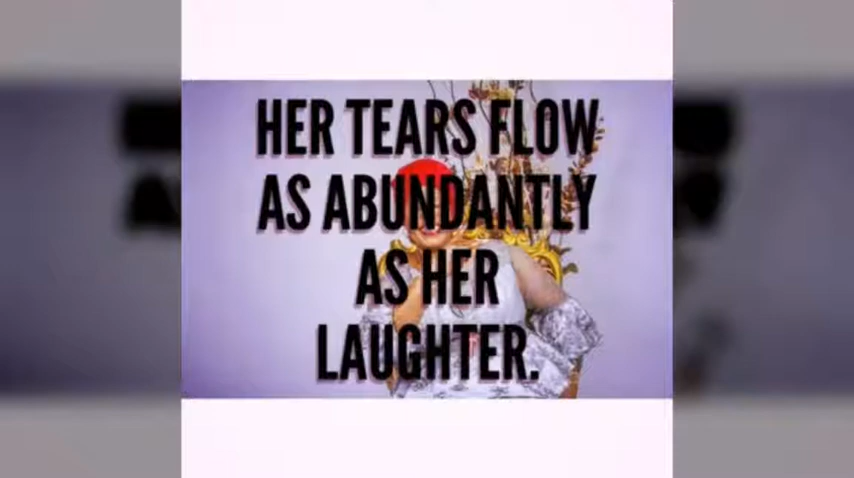 HER TEARS FLOW
AS ABUNDANTLY
AS HER
LAUGHTER.